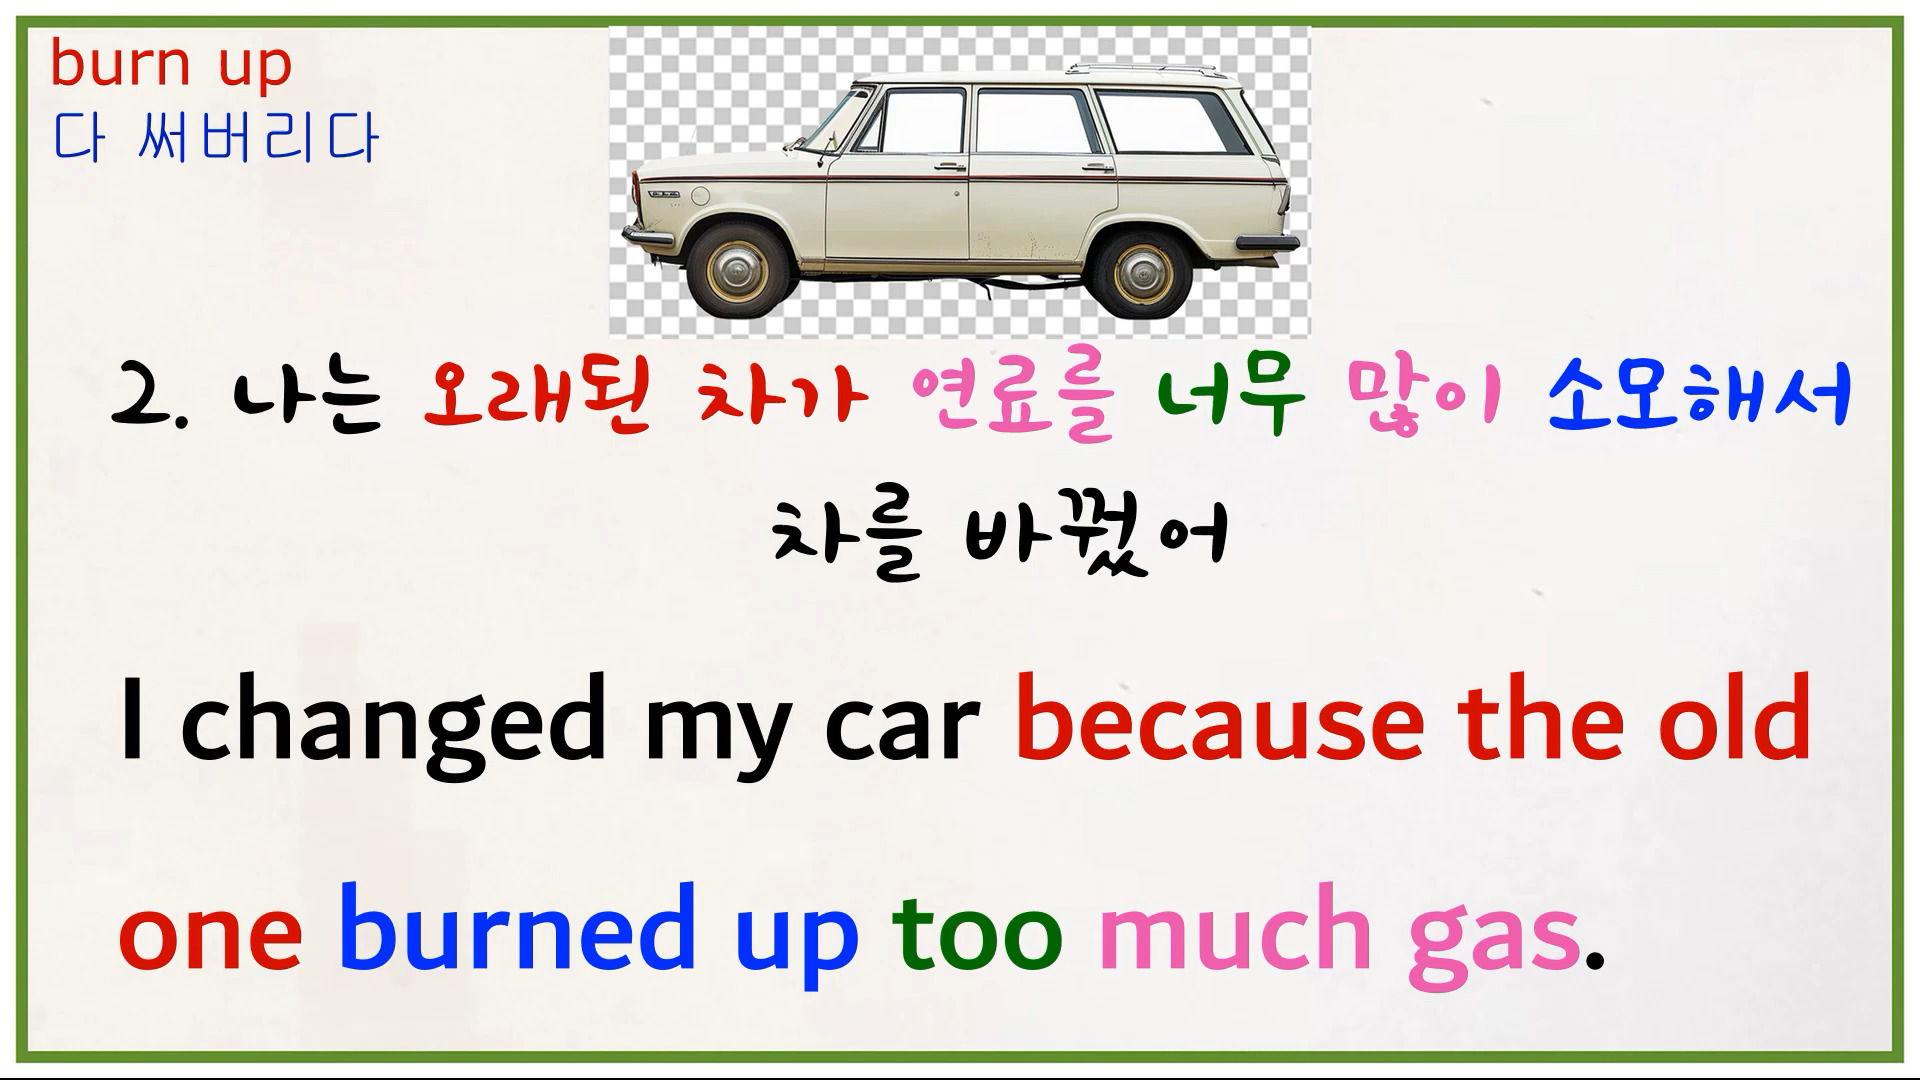 burn up
다 써버리다
2. 나는 오래된 차가 연료를 너무 많이 소모해서
차를 바꿨어
I changed my car because the old
one burned up too much gas.